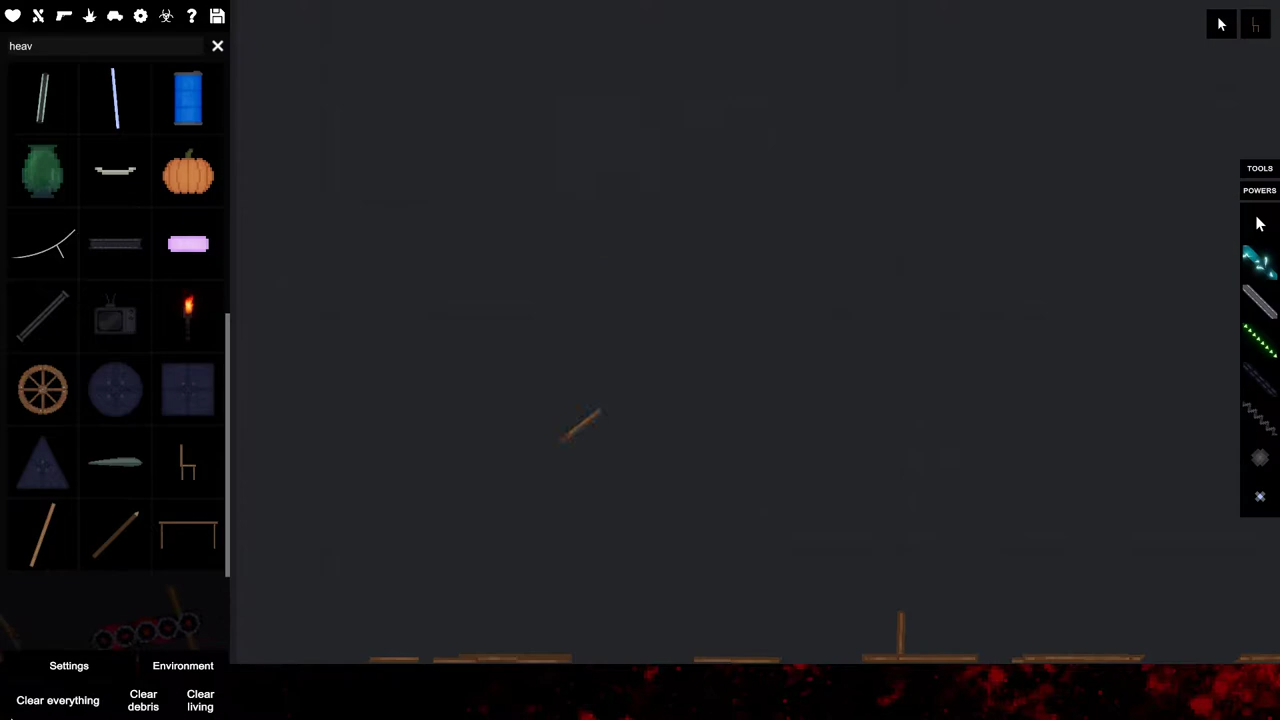 heav
TOOLS
POWERS
Settings
Environment
Clear everything
Clear debris
Clear living